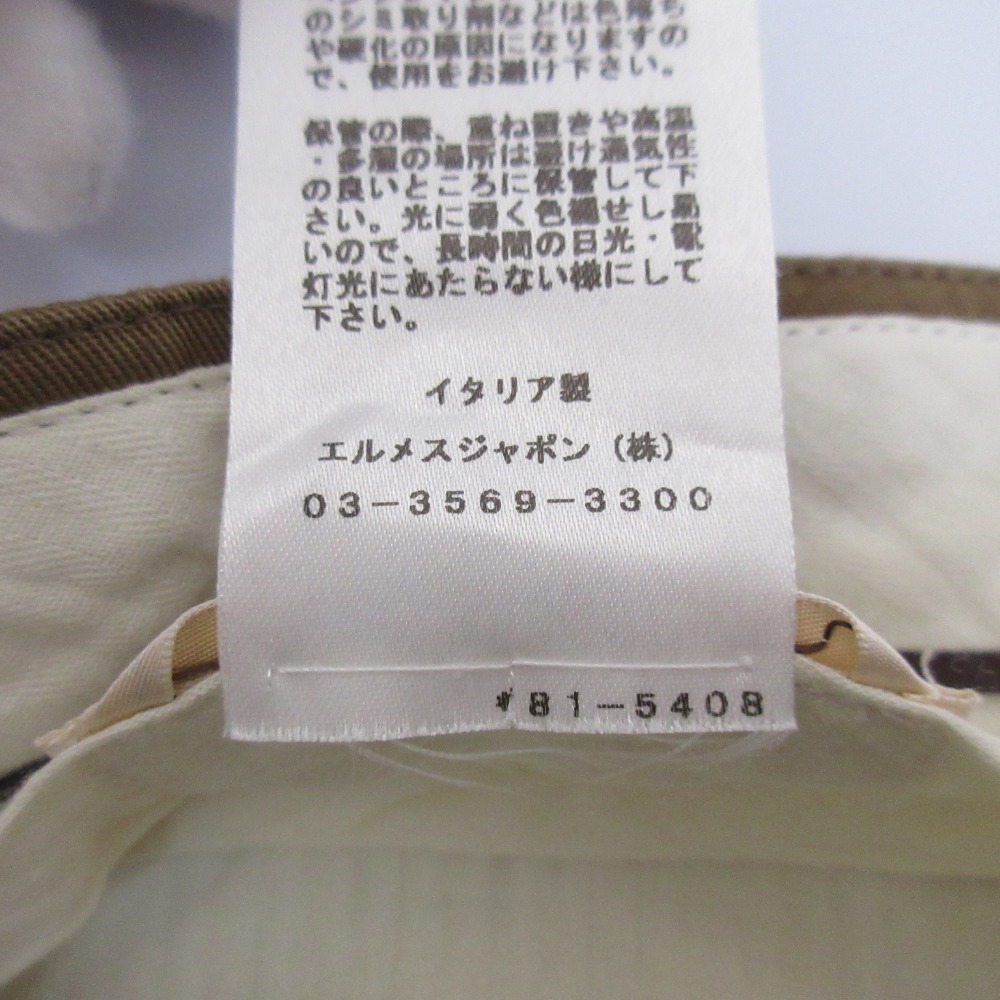 やシミ取り剤などは色落ち
や硬化の原因になりますの
で、使用をお避け下さい。
保管の際、重ね置きや高温
・多湿の場所は避け通気性
の良いところに保管して下
さい。光に弱く色褪せし易
いので、長時間の日光・電
灯光にあたらない様にして
下さい。
イタリア製
エルメスジャポン（株）
03-3569-3300
81-5408